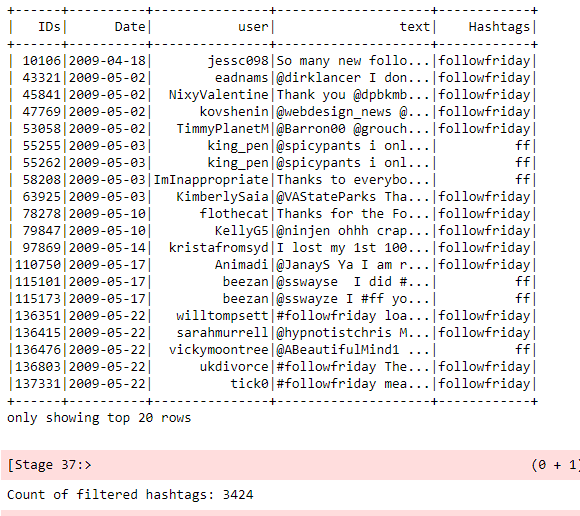 +------+----------+---------------+--------------------+------------+
|   IDs|      Date|           user|                text|    Hashtags|
+------+----------+---------------+--------------------+------------+
| 10106|2009-04-18|       jessc098|So many new follo...|followfriday|
| 43321|2009-05-02|        eadnams|@dirklancer I don...|followfriday|
| 45841|2009-05-02|  NixyValentine|Thank you @dpbkmb...|followfriday|
| 47769|2009-05-02|      kovshenin|@webdesign_news @...|followfriday|
| 53058|2009-05-02|   TimmyPlanetM|@Barron00 @grouch...|followfriday|
| 55255|2009-05-03|       king_pen|@spicypants i onl...|          ff|
| 55262|2009-05-03|       king_pen|@spicypants i onl...|          ff|
| 58208|2009-05-03|ImInappropriate|Thanks to everybo...|          ff|
| 63925|2009-05-03|   KimberlySaia|@VAStateParks Tha...|followfriday|
| 78278|2009-05-10|      flothecat|Thanks for the Fo...|followfriday|
| 79847|2009-05-10|        KellyG5|@ninjen ohhh crap...|followfriday|
| 97869|2009-05-14|  kristafromsyd|I lost my 1st 100...|followfriday|
|110750|2009-05-17|        Animadi|@JanayS Ya I am r...|followfriday|
|115101|2009-05-17|         beezan|@sswayse  I did #...|          ff|
|115173|2009-05-17|         beezan|@sswayze I #ff yo...|          ff|
|136351|2009-05-22|   willtompsett|#followfriday loa...|followfriday|
|136415|2009-05-22|   sarahmurrell|@hypnotistchris M...|followfriday|
|136476|2009-05-22|  vickymoontree|@ABeautifulMind1 ...|          ff|
|136803|2009-05-22|      ukdivorce|#followfriday The...|followfriday|
|137331|2009-05-22|          tick0|#followfriday mea...|followfriday|
+------+----------+---------------+--------------------+------------+
only showing top 20 rows
[Stage 37:> (0 + 1)
Count of filtered hashtags: 3424